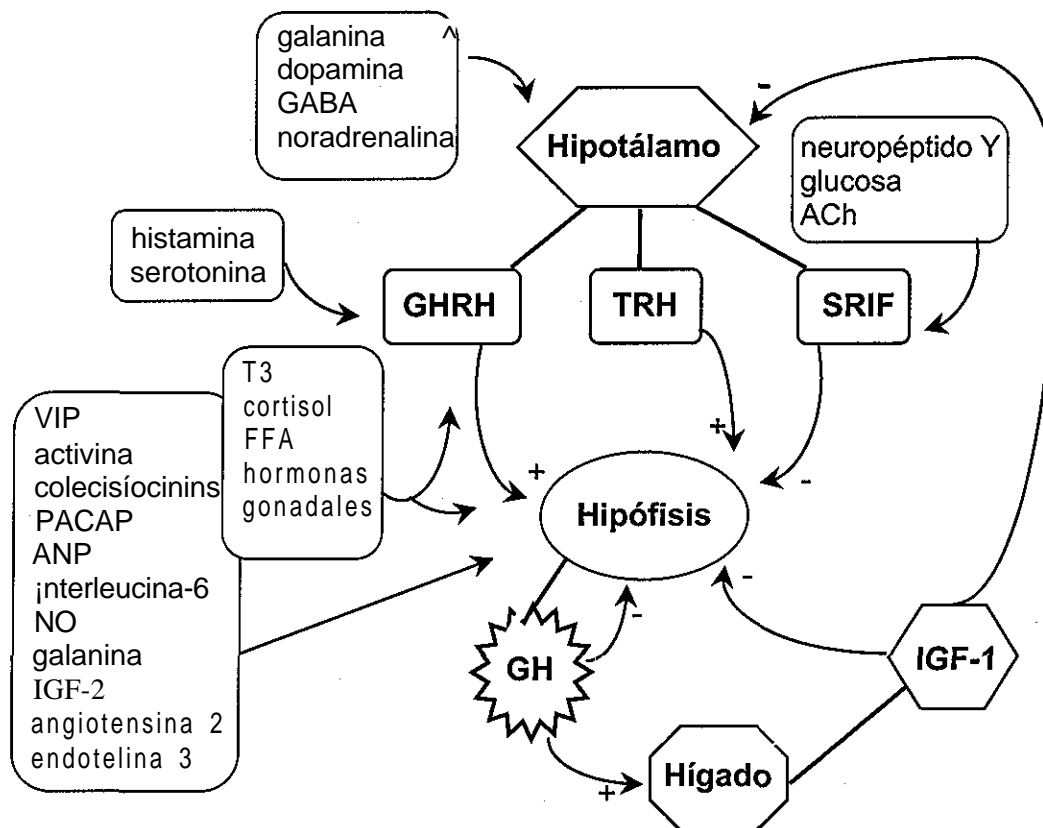 galanina ^
dopamina
GABA
noradrenalina
-
Hipotálamo
neuropéptido Y
glucosa
ACh
histamina
serotonina
GHRH
TRH
SRIF
T3
cortisol
FFA
hormonas
gonadales
VIP
activina
colecisíocinins
PACAP
ANP
¡nterleucina-6
NO
galanina
IGF-2
angiotensina 2
endotelina 3
+
+
-
Hipófisis
-
-
GH
IGF-1
+
Hígado